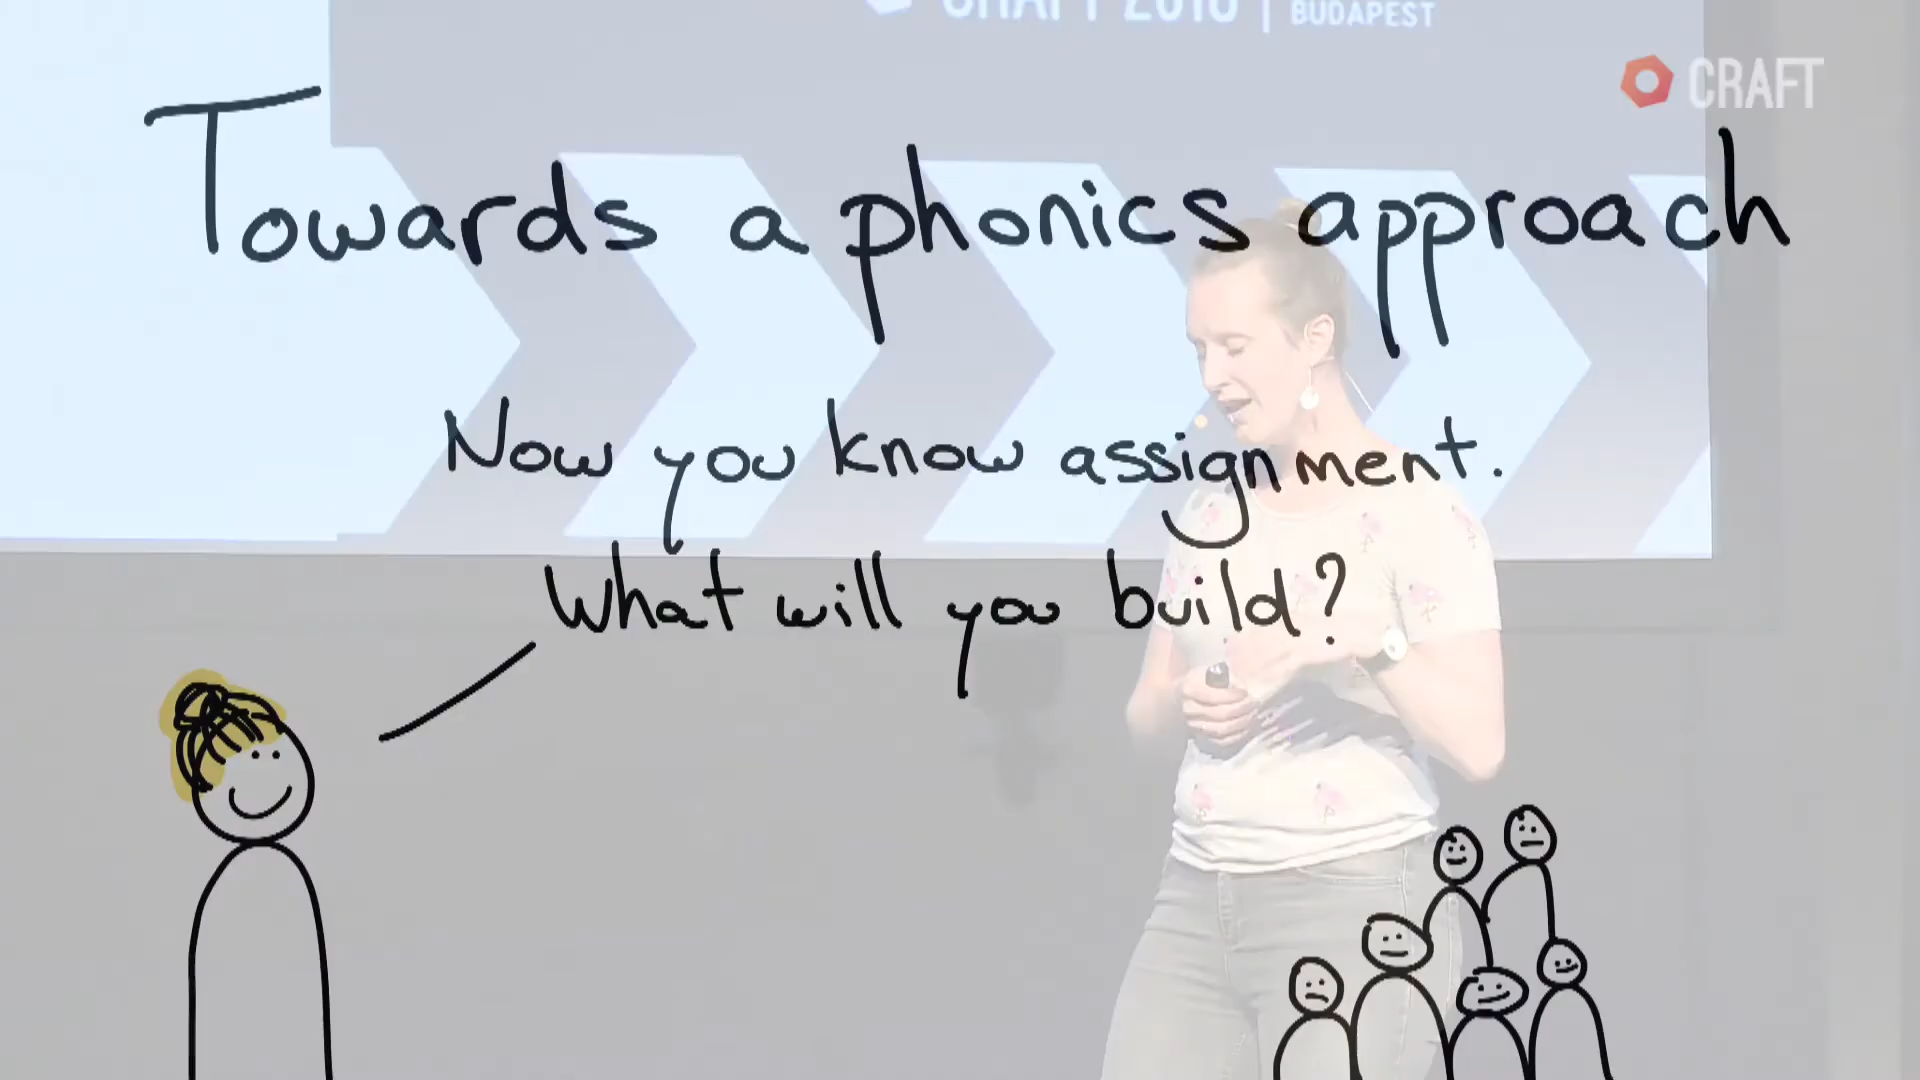 BUDAPEST
CRAFT
Towards a phonics approach
Now you know assignment.
What will you build?